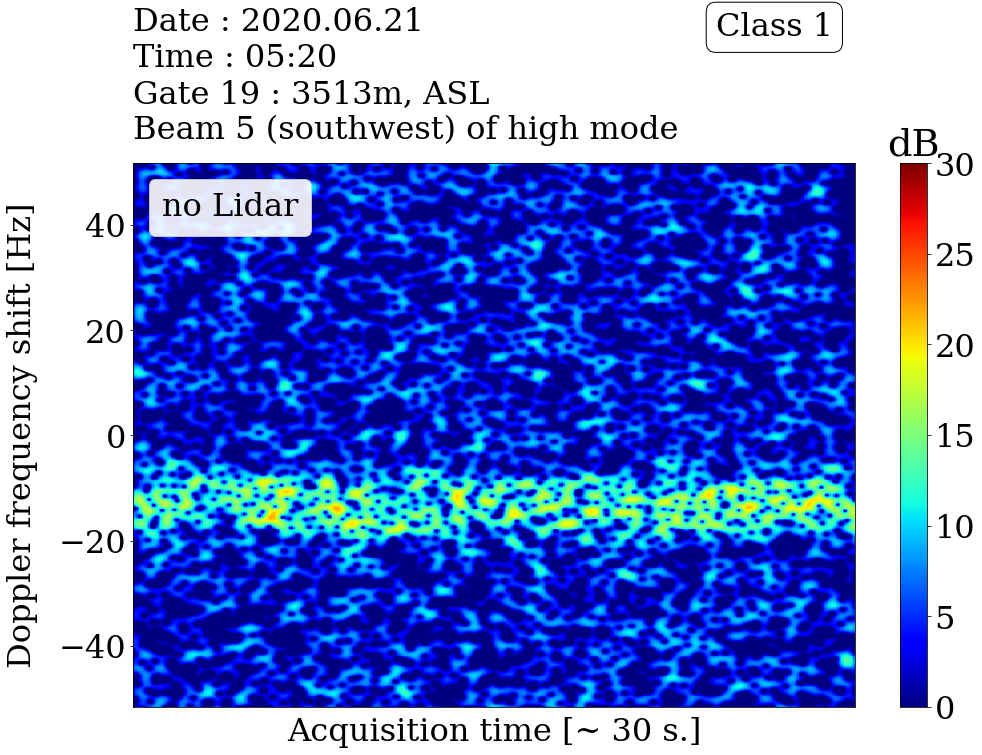 Date : 2020.06.21
Time : 05:20
Gate 19 : 3513m, ASL
Beam 5 (southwest) of high mode
Class 1
dB
no Lidar
Doppler frequency shift [Hz]
40
20
0
−20
−40
30
25
20
15
10
5
0
Acquisition time [~ 30 s.]